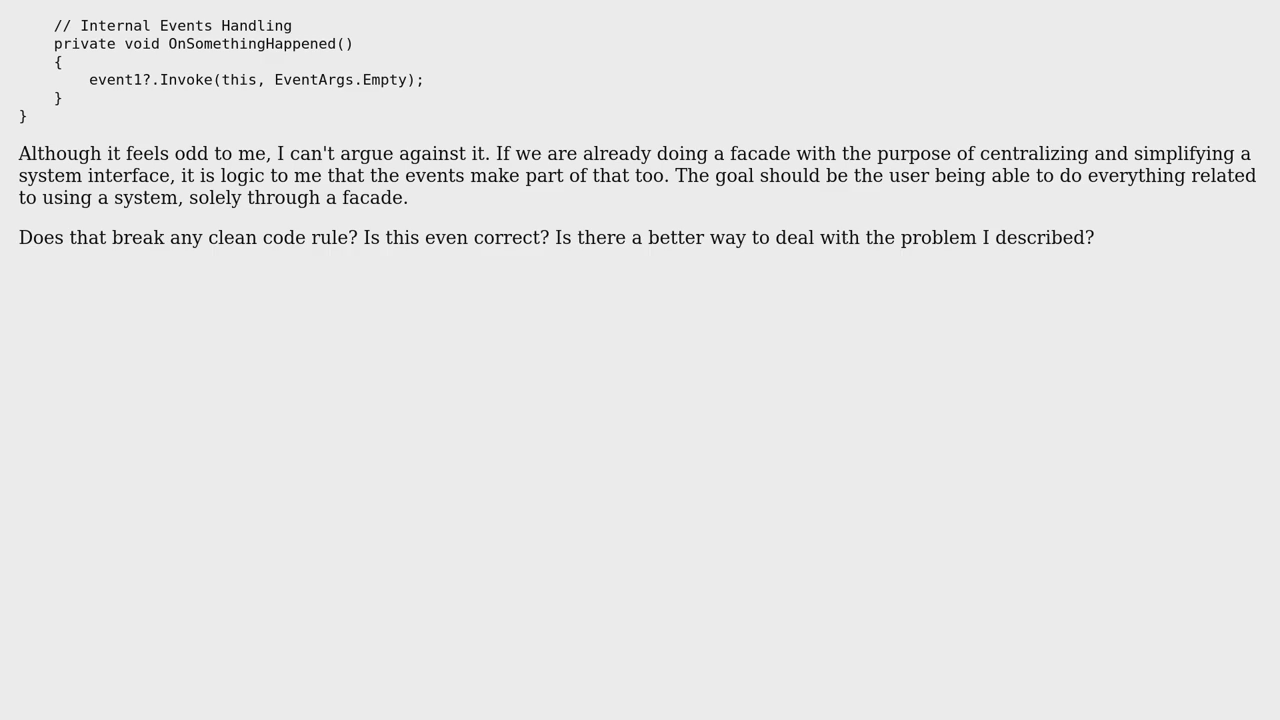 // Internal Events Handling
private void OnSomethingHappened()
{
event1?.Invoke(this, EventArgs.Empty);
}
}
Although it feels odd to me, I can't argue against it. If we are already doing a facade with the purpose of centralizing and simplifying a
system interface, it is logic to me that the events make part of that too. The goal should be the user being able to do everything related
to using a system, solely through a facade.
Does that break any clean code rule? Is this even correct? Is there a better way to deal with the problem I described?